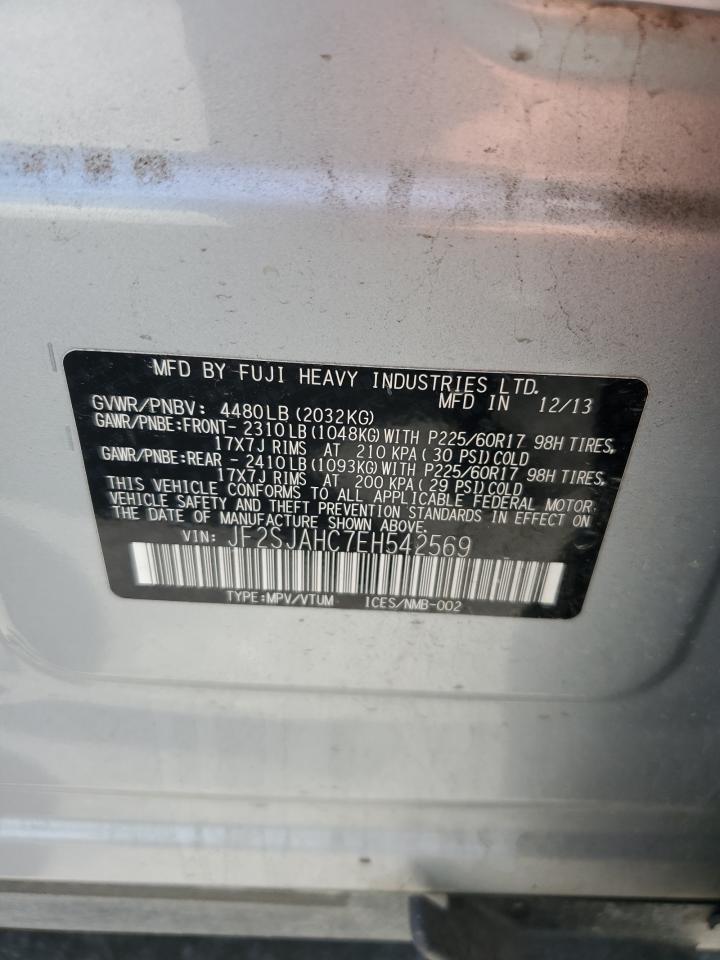 MFD BY FUJI HEAVY INDUSTRIES LTD.
MFD IN 12/13
GVWR/PNBV: 4480LB(2032KG)
GAWR/PNBE:FRONT- 2310LB(1048KG)WITH P225/60R17 98H TIRES,
17X7J RIMS AT 210 KPA(30 PSI)COLD
GAWR/PNBE:REAR - 2410LB(1093KG)WITH P225/60R17 98H TIRES,
17X7J RIMS AT 200 KPA(29 PSI)COLD
THIS VEHICLE CONFORMS TO ALL APPLICABLE FEDERAL MOTOR
VEHICLE SAFETY AND THEFT PREVENTION STANDARDS IN EFFECT ON
THE DATE OF MANUFACTURE SHOWN ABOVE.
VIN: JF2SJAHC7EH542569
TYPE:MPV/VTUM ICES/NMB-002